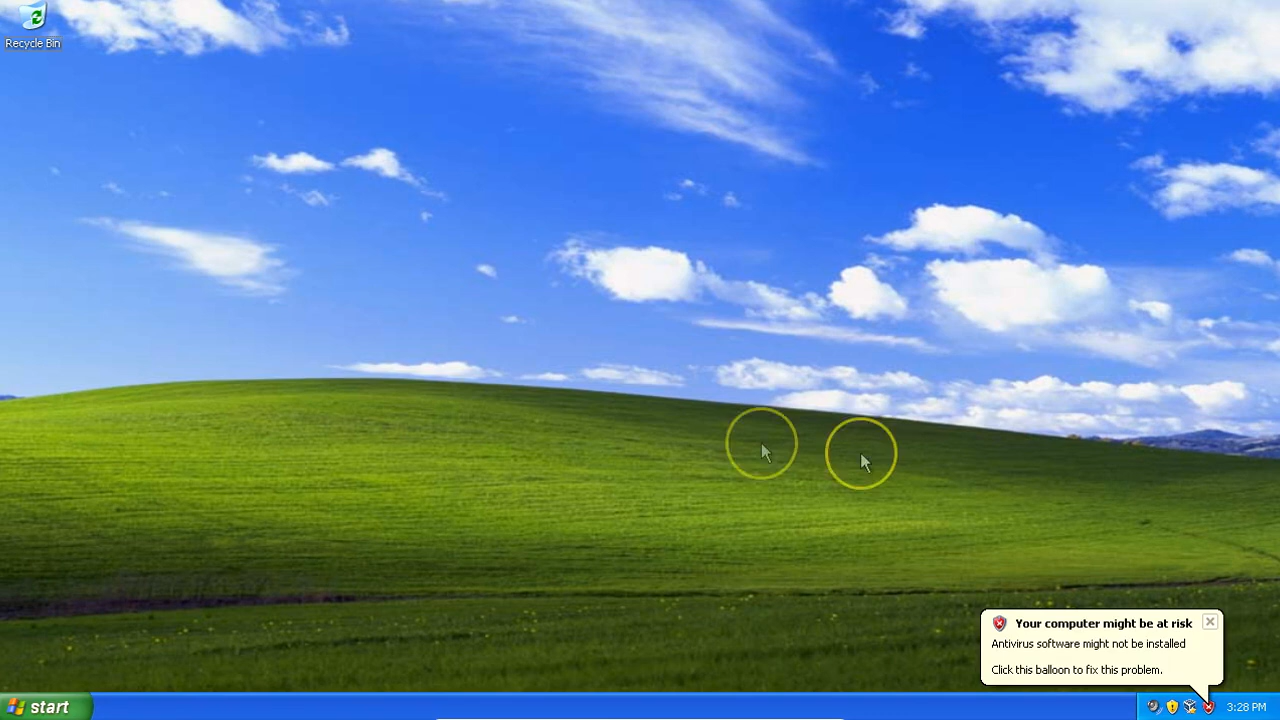 Recycle Bin
Your computer might be at risk
Antivirus software might not be installed
Click this balloon to fix this problem.
start
3:28 PM